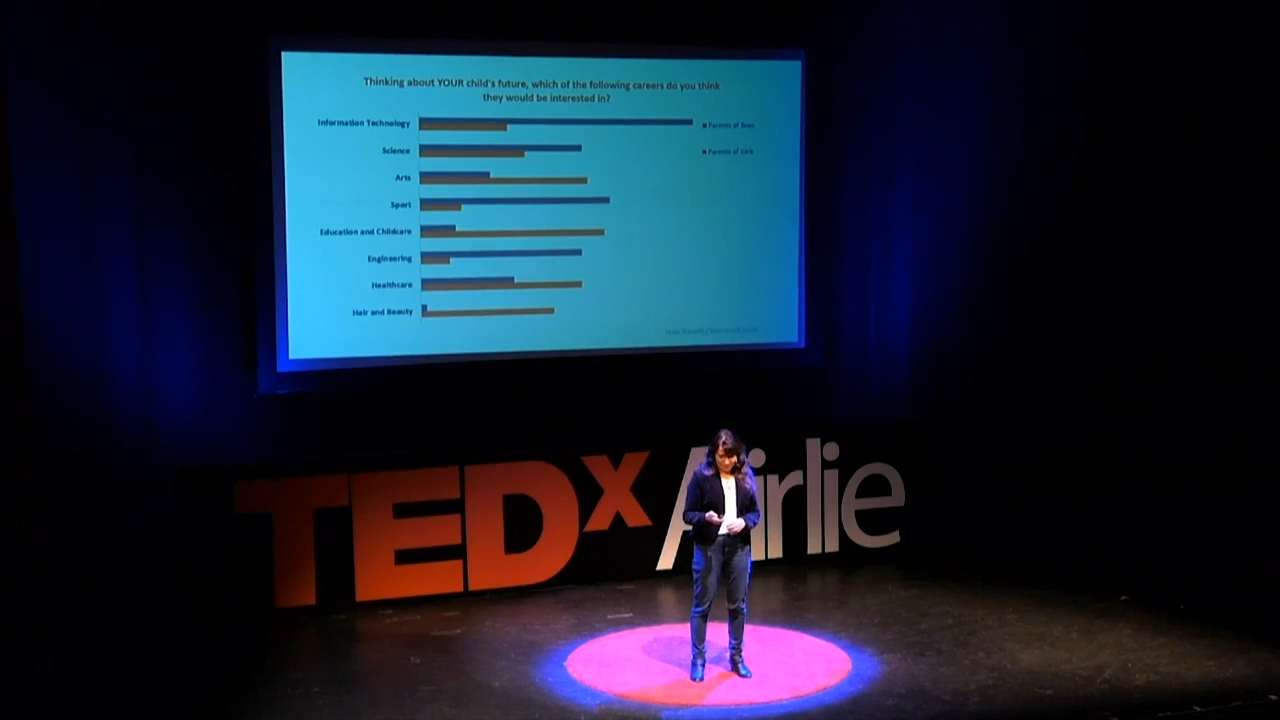 Thinking about YOUR child's future, which of the following careers do you think
they would be interested in?
Information Technology
Parents of Boys
Science
Parents of Girls
Arts
Sport
Education and Childcare
Engineering
Healthcare
Hair and Beauty
TEDx Airlie